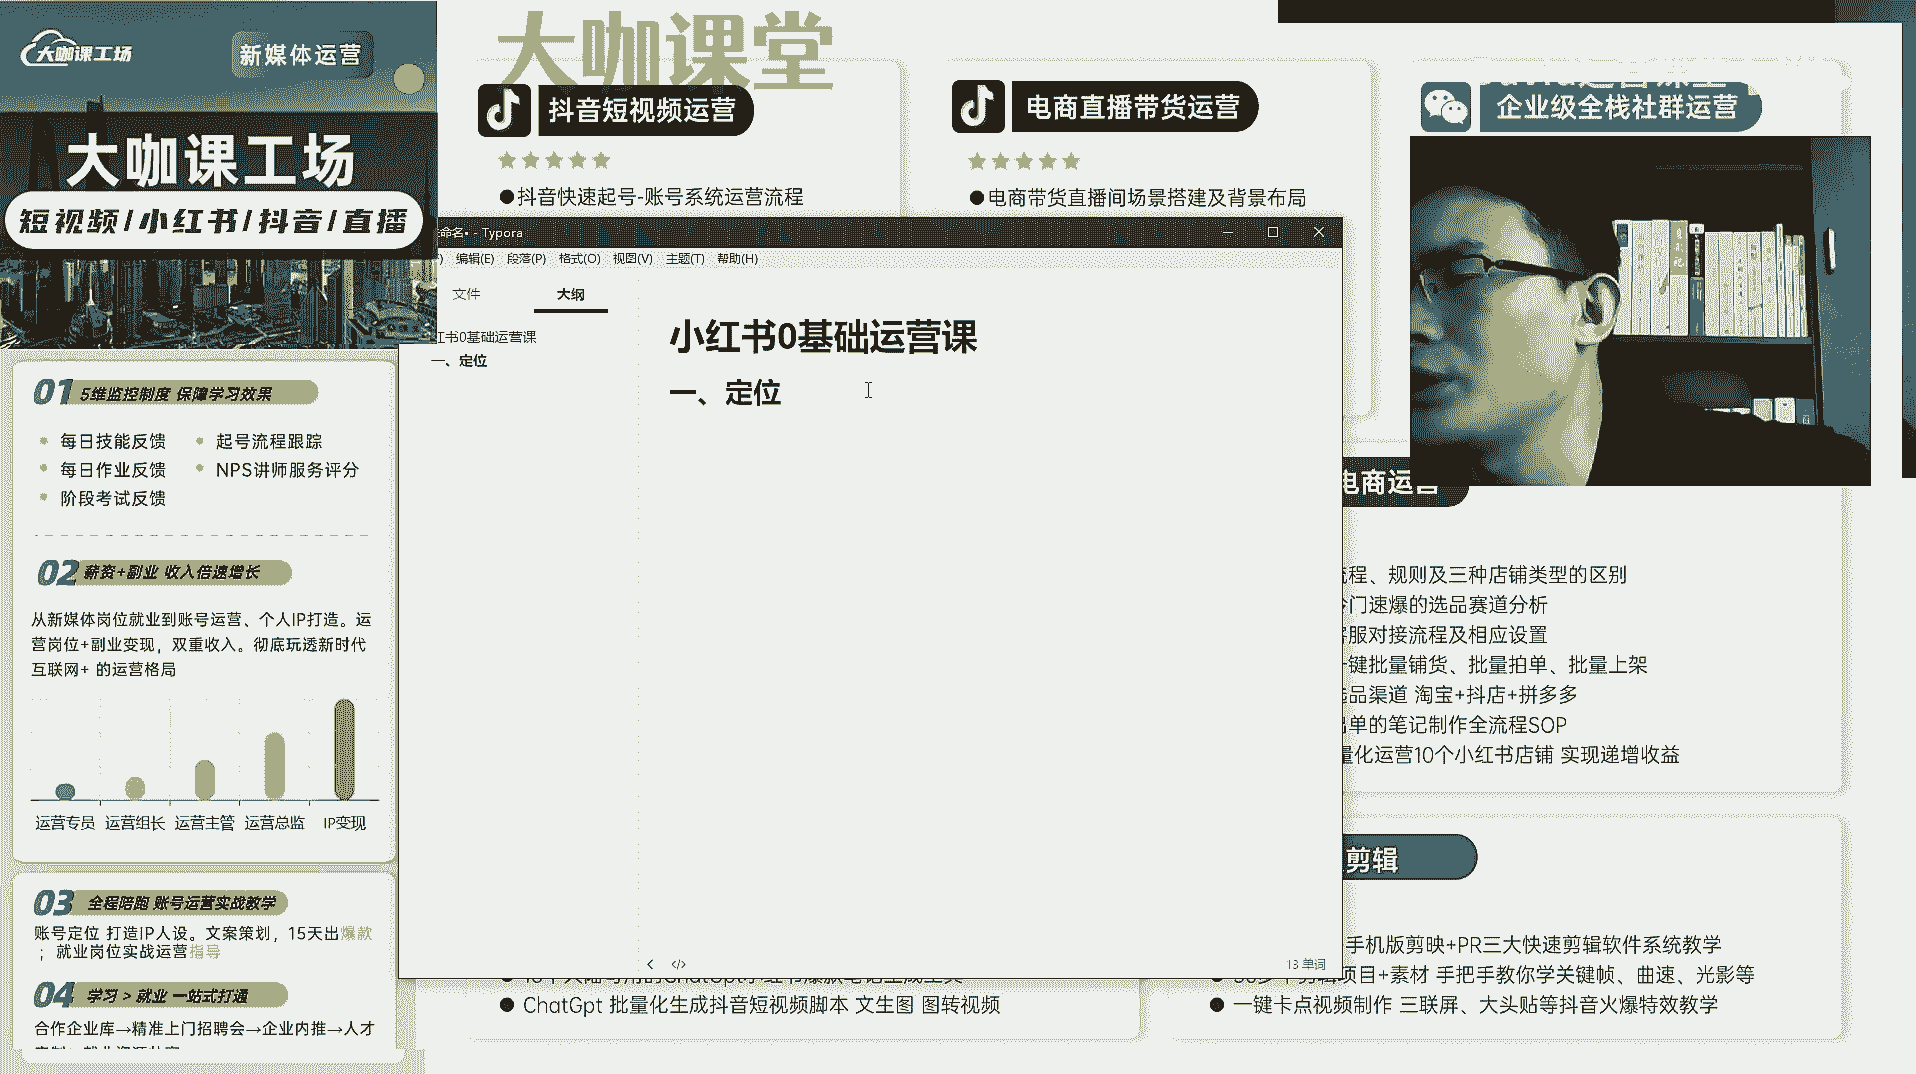 大咖课工场
新媒体运营
大咖课工场
短视频/小红书/抖音/直播
01 5维监控制度 保障学习效果
每日技能反馈
起号流程跟踪
每日作业反馈
NPS讲师服务评分
阶段考试反馈
02 薪资+副业 收入倍速增长
从新媒体岗位就业到账号运营、个人IP打造。运
营岗位+副业变现，双重收入。彻底玩透新时代
互联网+ 的运营格局
运营专员 运营组长 运营主管 运营总监 IP变现
03 全程陪跑 账号运营实战教学
账号定位 打造IP人设。文案策划，15天出爆款
；就业岗位实战运营指导
04 学习 > 就业 一站式打通
合作企业库→精准上门招聘会→企业内推→人才
大咖课堂
抖音短视频运营
●抖音快速起号-账号系统运营流程
电商直播带货运营
●电商带货直播间场景搭建及背景布局
企业级全栈社群运营
命名• - Typora
编辑(E) 段落(P) 格式(O) 视图(V) 主题(T) 帮助(H)
文件 大纲
红书0基础运营课
一、定位
小红书0基础运营课
一、定位
13 单词
电商运营
流程、规则及三种店铺类型的区别
冷门速爆的选品赛道分析
客服对接流程及相应设置
一键批量铺货、批量拍单、批量上架
选品渠道 淘宝+抖店+拼多多
出单的笔记制作全流程SOP
量化运营10个小红书店铺 实现递增收益
剪辑
手机版剪映+PR三大快速剪辑软件系统教学
项目+素材 手把手教你学关键帧、曲速、光影等
● 一键卡点视频制作 三联屏、大头贴等抖音火爆特效教学
● ChatGpt 批量化生成抖音短视频脚本 文生图 图转视频